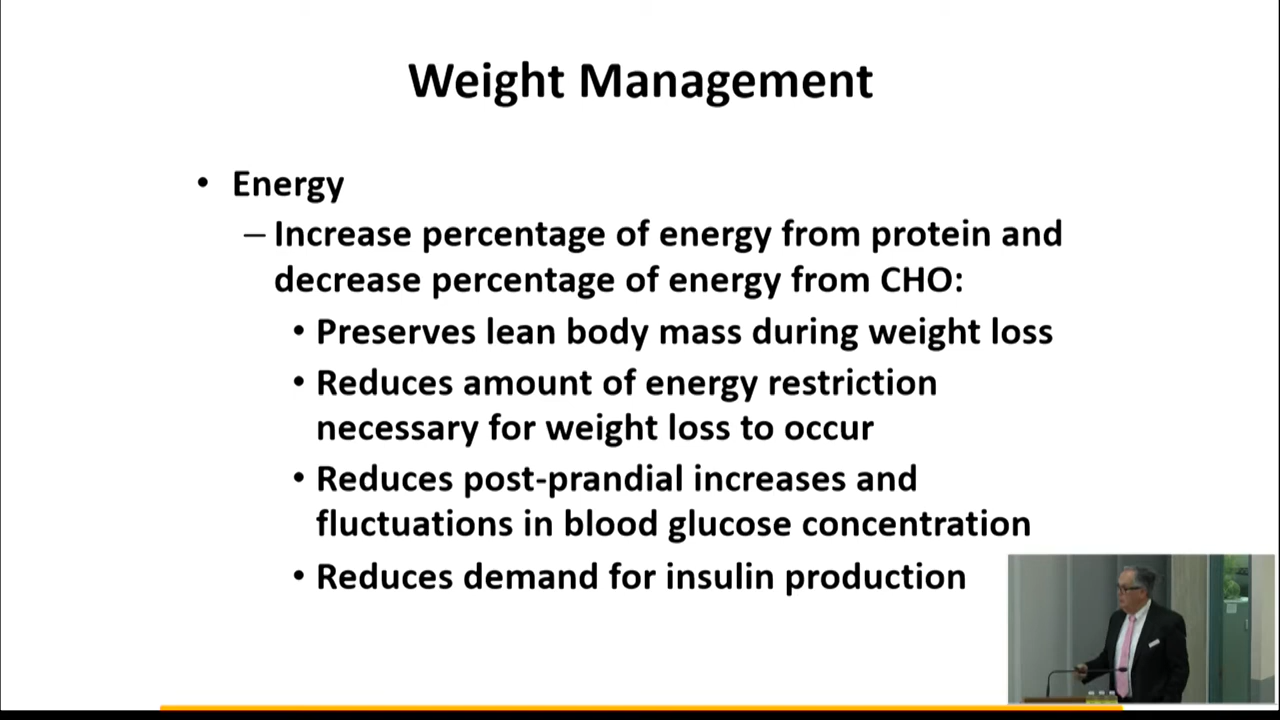 Weight Management
• Energy
– Increase percentage of energy from protein and
decrease percentage of energy from CHO:
• Preserves lean body mass during weight loss
• Reduces amount of energy restriction
necessary for weight loss to occur
• Reduces post-prandial increases and
fluctuations in blood glucose concentration
• Reduces demand for insulin production